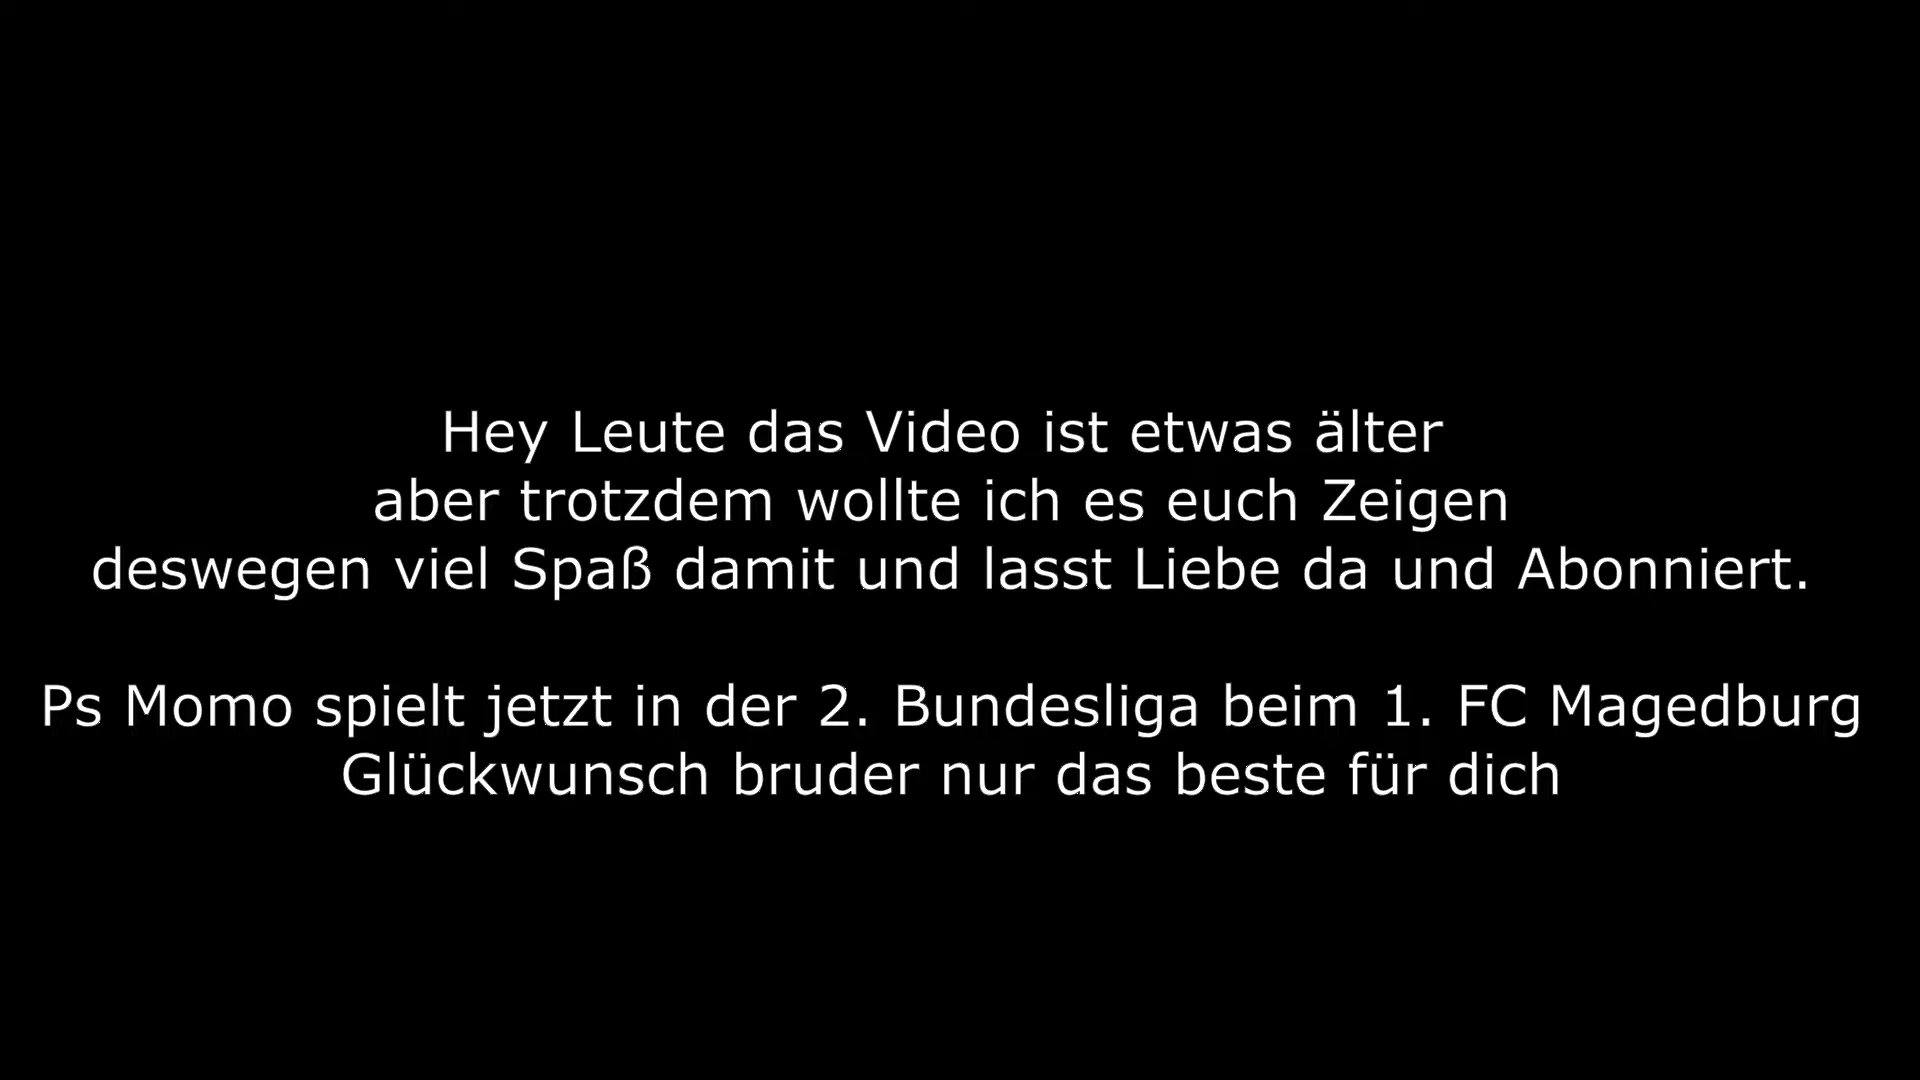 Hey Leute das Video ist etwas älter
aber trotzdem wollte ich es euch Zeigen
deswegen viel Spaß damit und lasst Liebe da und Abonniert.
Ps Momo spielt jetzt in der 2. Bundesliga beim 1. FC Magedburg
Glückwunsch bruder nur das beste für dich